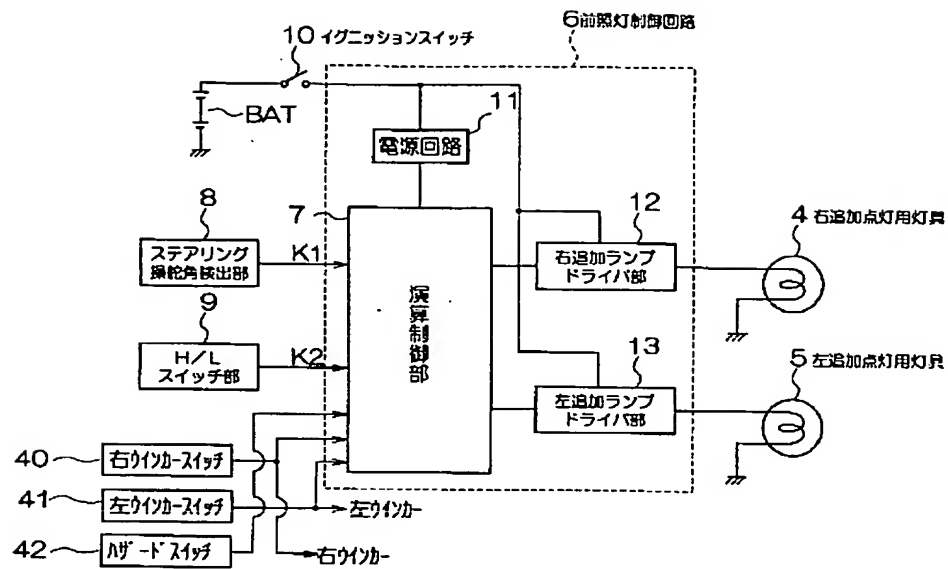 6前照灯制御回路
10 イグニッションスイッチ
BAT
11
電源回路
8
ステアリング
操舵角検出部
K1
7
演算制御部
12
右追加ランプ
ドライバ部
4 右追加点灯用灯具
9
H/L
スイッチ部
K2
13
左追加ランプ
ドライバ部
5 左追加点灯用灯具
40
右ウインカースイッチ
41
左ウインカースイッチ
左ウインカー
42
ハザードスイッチ
右ウインカー